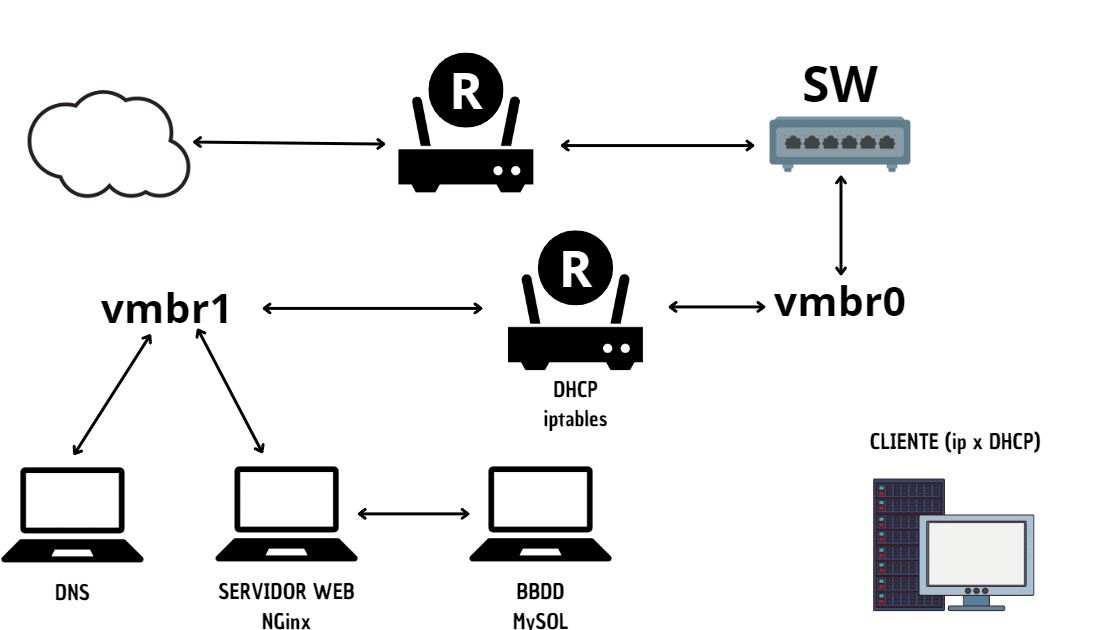 R
SW
R
vmbr1
vmbr0
DHCP
iptables
CLIENTE (ip x DHCP)
DNS
SERVIDOR WEB
NGinx
BBDD
MySQL